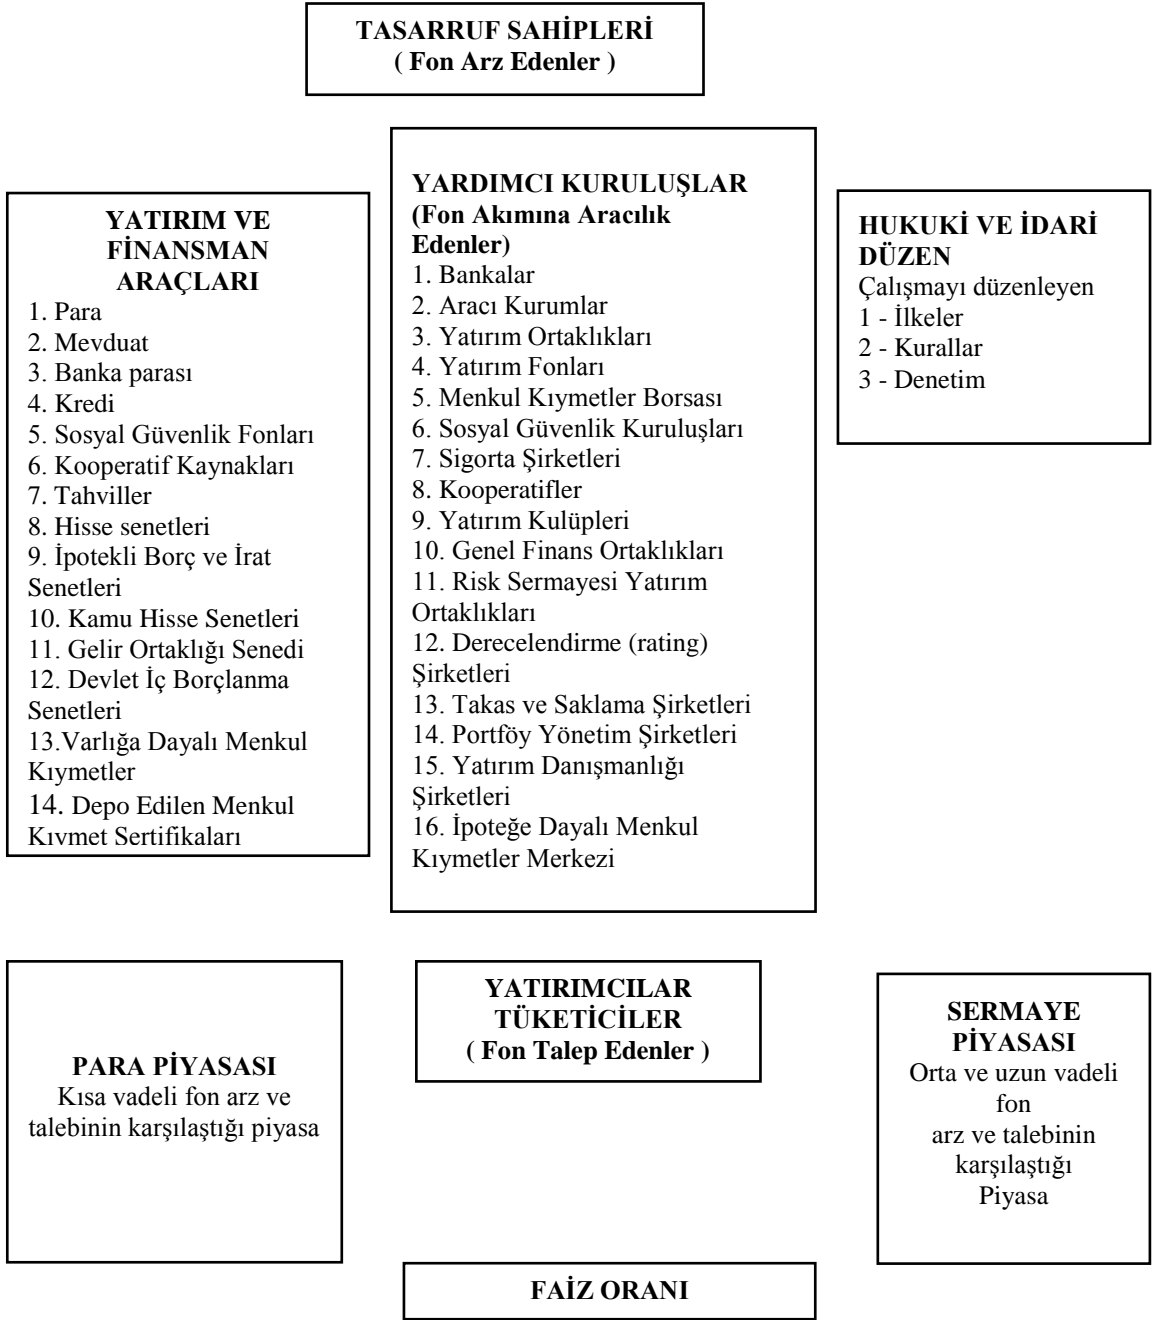 TASARRUF SAHİPLERİ
( Fon Arz Edenler )
YATIRIM VE
FİNANSMAN
ARAÇLARI
1. Para
2. Mevduat
3. Banka parası
4. Kredi
5. Sosyal Güvenlik Fonları
6. Kooperatif Kaynakları
7. Tahviller
8. Hisse senetleri
9. İpotekli Borç ve İrat
Senetleri
10. Kamu Hisse Senetleri
11. Gelir Ortaklığı Senedi
12. Devlet İç Borçlanma
Senetleri
13.Varlığa Dayalı Menkul
Kıymetler
14. Depo Edilen Menkul
Kıvmet Sertifikaları
YARDIMCI KURULUŞLAR
(Fon Akımına Aracılık
Edenler)
1. Bankalar
2. Aracı Kurumlar
3. Yatırım Ortaklıkları
4. Yatırım Fonları
5. Menkul Kıymetler Borsası
6. Sosyal Güvenlik Kuruluşları
7. Sigorta Şirketleri
8. Kooperatifler
9. Yatırım Kulüpleri
10. Genel Finans Ortaklıkları
11. Risk Sermayesi Yatırım
Ortaklıkları
12. Derecelendirme (rating)
Şirketleri
13. Takas ve Saklama Şirketleri
14. Portföy Yönetim Şirketleri
15. Yatırım Danışmanlığı
Şirketleri
16. İpoteğe Dayalı Menkul
Kıymetler Merkezi
HUKUKİ VE İDARİ
DÜZEN
Çalışmayı düzenleyen
1 - İlkeler
2 - Kurallar
3 - Denetim
PARA PİYASASI
Kısa vadeli fon arz ve
talebinin karşılaştığı piyasa
YATIRIMCILAR
TÜKETİCİLER
( Fon Talep Edenler )
SERMAYE
PİYASASI
Orta ve uzun vadeli
fon
arz ve talebinin
karşılaştığı
Piyasa
FAİZ ORANI